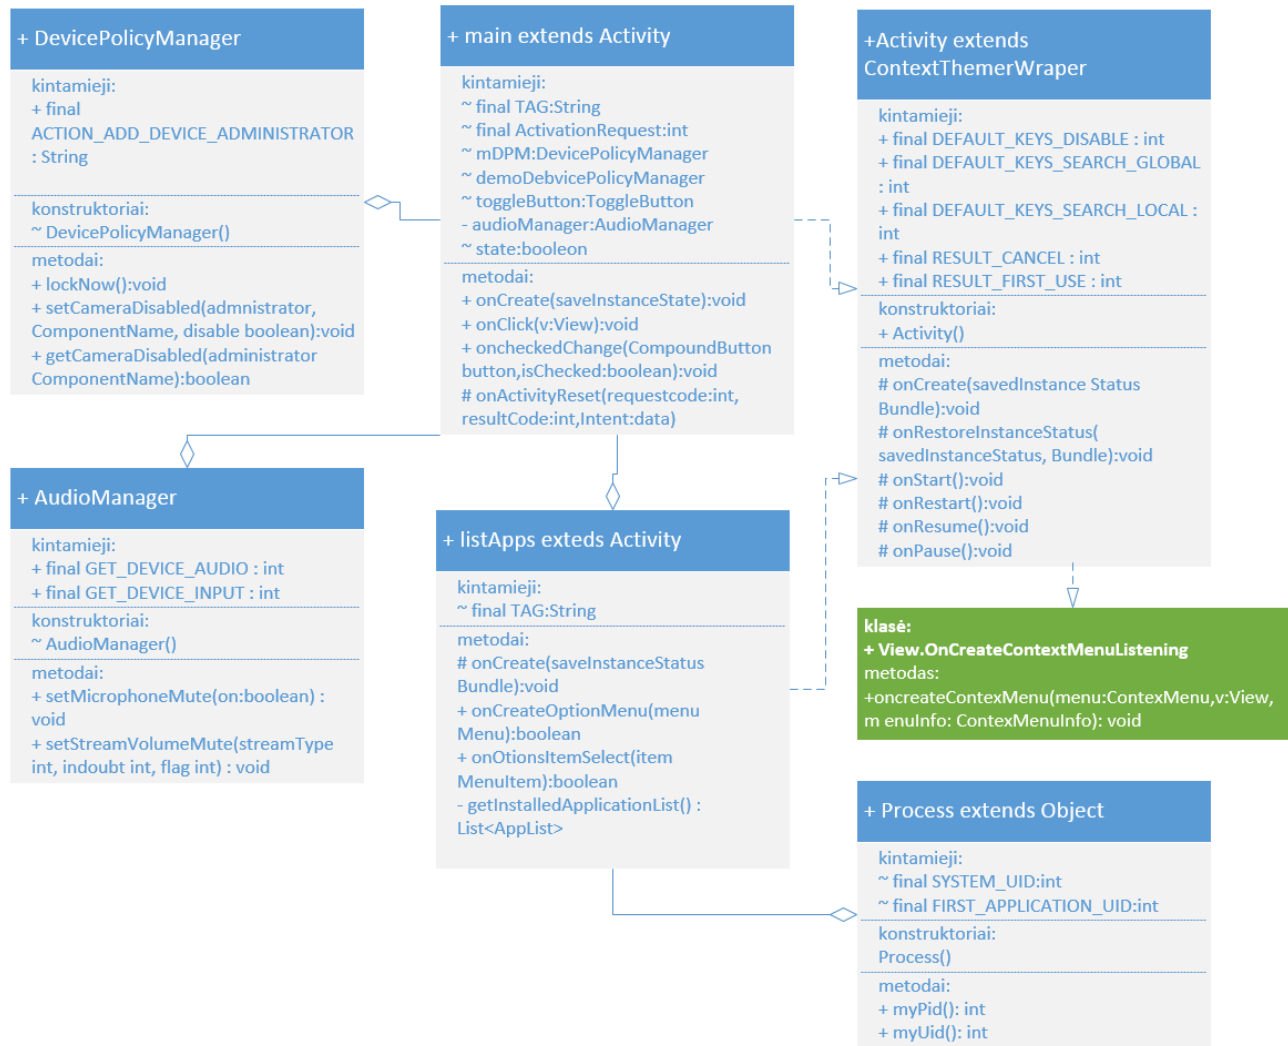 + DevicePolicyManager
kintamieji:
+ final
ACTION_ADD_DEVICE_ADMINISTRATOR
: String
konstruktoriai:
~ DevicePolicyManager()
metodai:
+ lockNow():void
+ setCameraDisabled(admnistrator,
ComponentName, disable boolean):void
+ getCameraDisabled(administrator
ComponentName):boolean
+ main extends Activity
kintamieji:
~ final TAG:String
~ final ActivationRequest:int
~ mDPM:DevicePolicyManager
~ demoDebvicePolicyManager
~ toggleButton:ToggleButton
- audioManager:AudioManager
~ state:booleon
metodai:
+ onCreate(saveInstanceState):void
+ onClick(v:View):void
+ oncheckedChange(CompoundButton
button,isChecked:boolean):void
# onActivityReset(requestcode:int,
resultCode:int,Intent:data)
+Activity extends
ContextThemerWraper
kintamieji:
+ final DEFAULT_KEYS_DISABLE : int
+ final DEFAULT_KEYS_SEARCH_GLOBAL
: int
+ final DEFAULT_KEYS_SEARCH_LOCAL :
int
+ final RESULT_CANCEL : int
+ final RESULT_FIRST_USE : int
konstruktoriai:
+ Activity()
metodai:
# onCreate(savedInstance Status
Bundle):void
# onRestoreInstanceStatus(
savedInstanceStatus, Bundle):void
# onStart():void
# onRestart():void
# onResume():void
# onPause():void
+ AudioManager
kintamieji:
+ final GET_DEVICE_AUDIO : int
+ final GET_DEVICE_INPUT : int
konstruktoriai:
~ AudioManager()
metodai:
+ setMicrophoneMute(on:boolean) :
void
+ setStreamVolumeMute(streamType
int, indoubt int, flag int) : void
+ listApps exteds Activity
kintamieji:
~ final TAG:String
metodai:
# onCreate(saveInstanceStatus
Bundle):void
+ onCreateOptionMenu(menu
Menu):boolean
+ onOtionsItemSelect(item
MenuItem):boolean
- getInstalledApplicationList() :
List<AppList>
klasė:
+ View.OnCreateContextMenuListening
metodas:
+oncreateContexMenu(menu:ContexMenu,v:View,
m enuInfo: ContexMenuInfo): void
+ Process extends Object
kintamieji:
~ final SYSTEM_UID:int
~ final FIRST_APPLICATION_UID:int
konstruktoriai:
Process()
metodai:
+ myPid(): int
+ myUid(): int